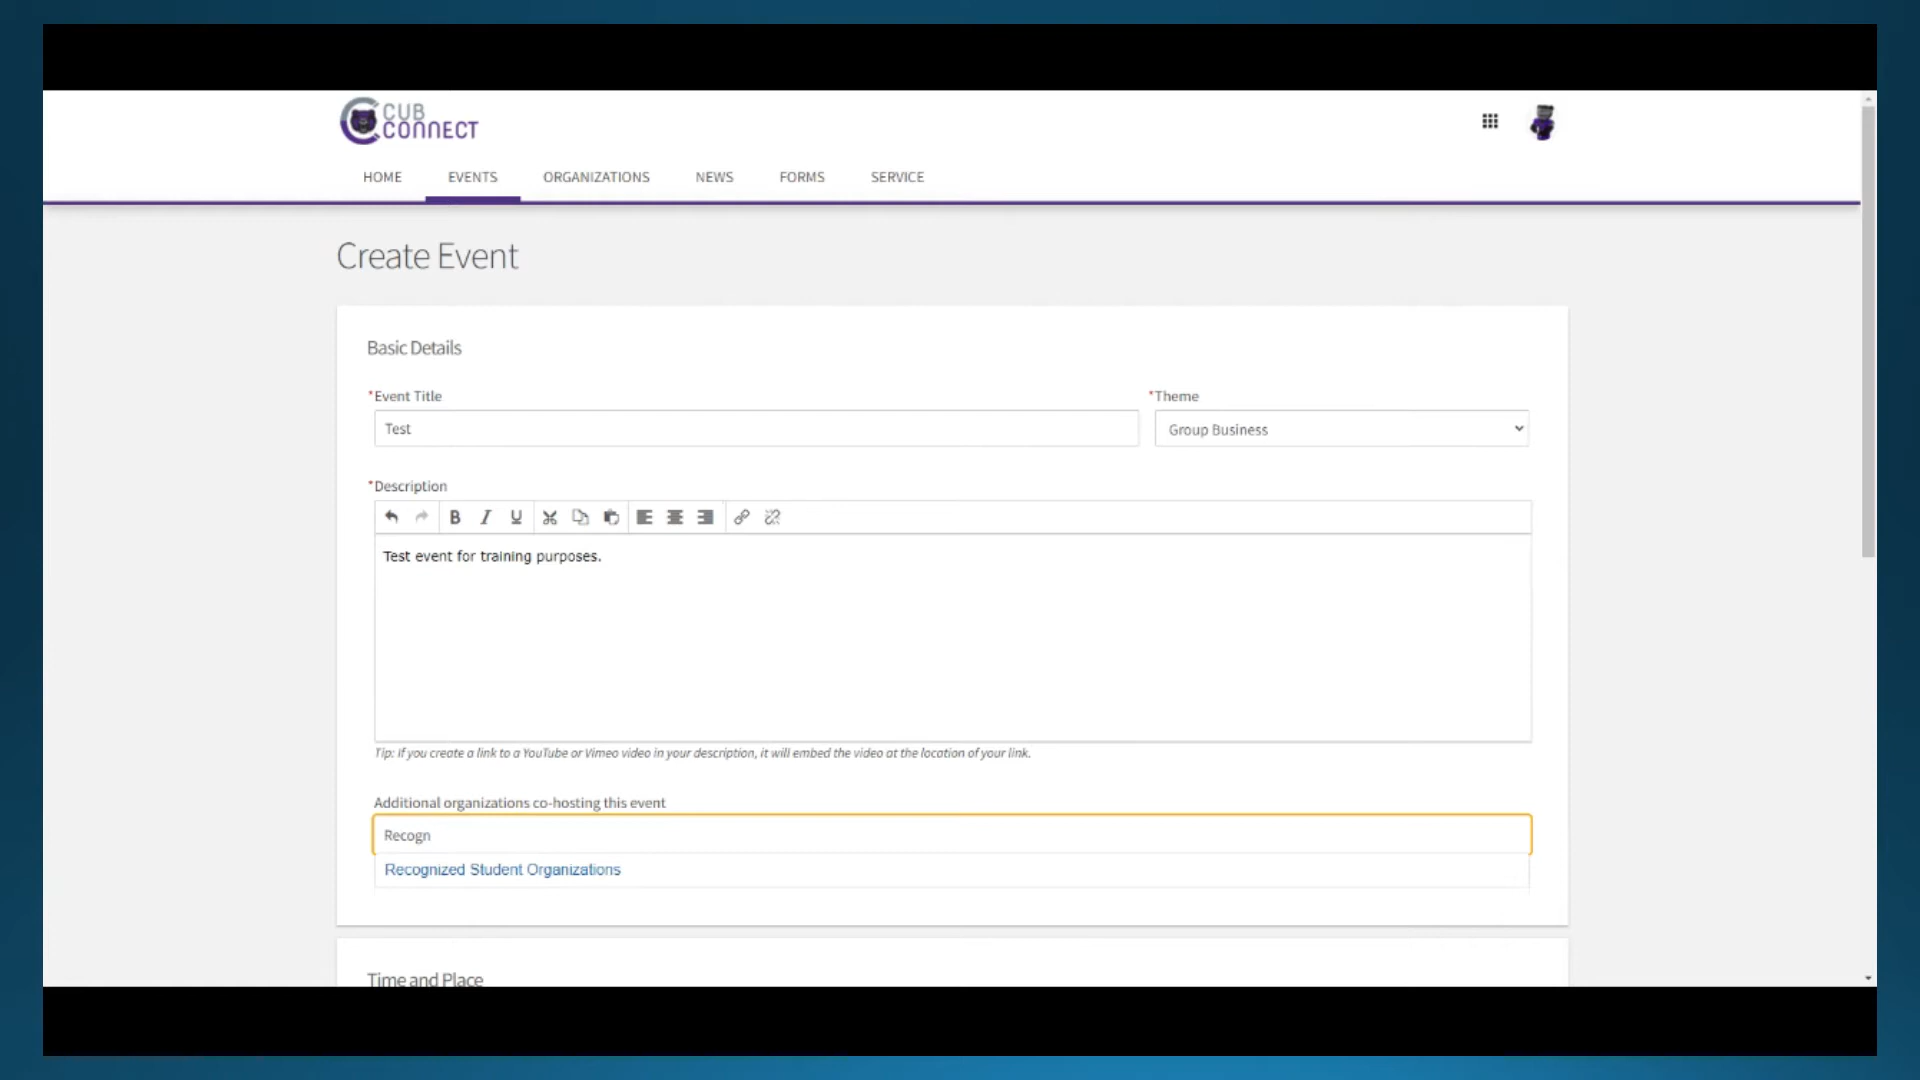 CUB
CONNECT
HOME EVENTS ORGANIZATIONS NEWS FORMS SERVICE
Create Event
Basic Details
*Event Title *Theme
Test Group Business
*Description
B I U
Test event for training purposes.
Tip: if you create a link to a YouTube or Vimeo video in your description, it will embed the video at the location of your link.
Additional organizations co-hosting this event
Recogn
Recognized Student Organizations
Time and Place